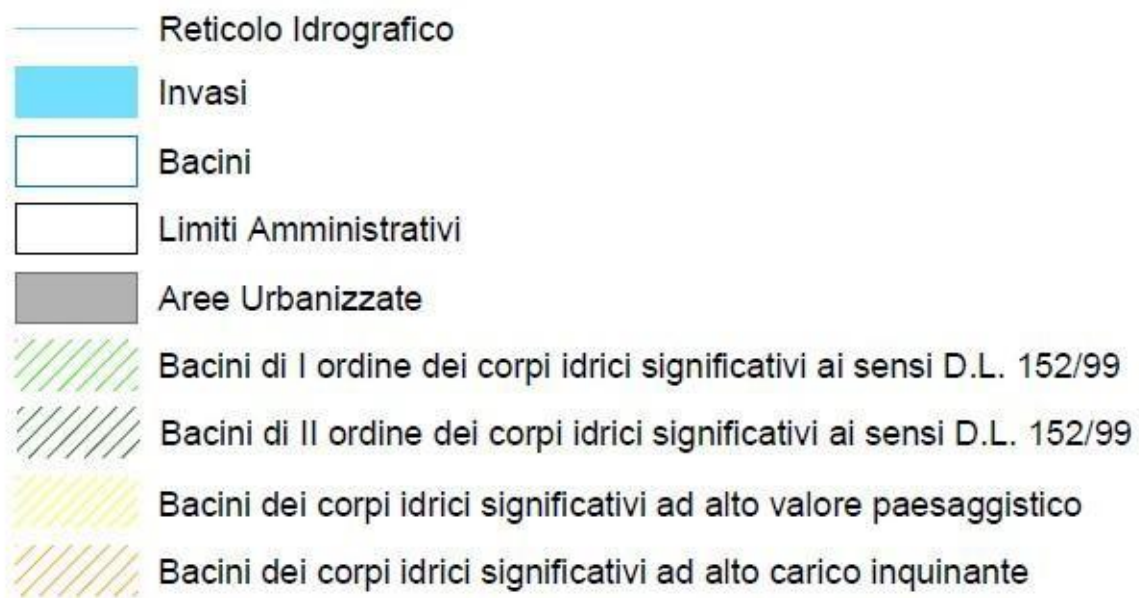 Reticolo Idrografico
Invasi
Bacini
Limiti Amministrativi
Aree Urbanizzate
Bacini di I ordine dei corpi idrici significativi ai sensi D.L. 152/99
Bacini di II ordine dei corpi idrici significativi ai sensi D.L. 152/99
Bacini dei corpi idrici significativi ad alto valore paesaggistico
Bacini dei corpi idrici significativi ad alto carico inquinante